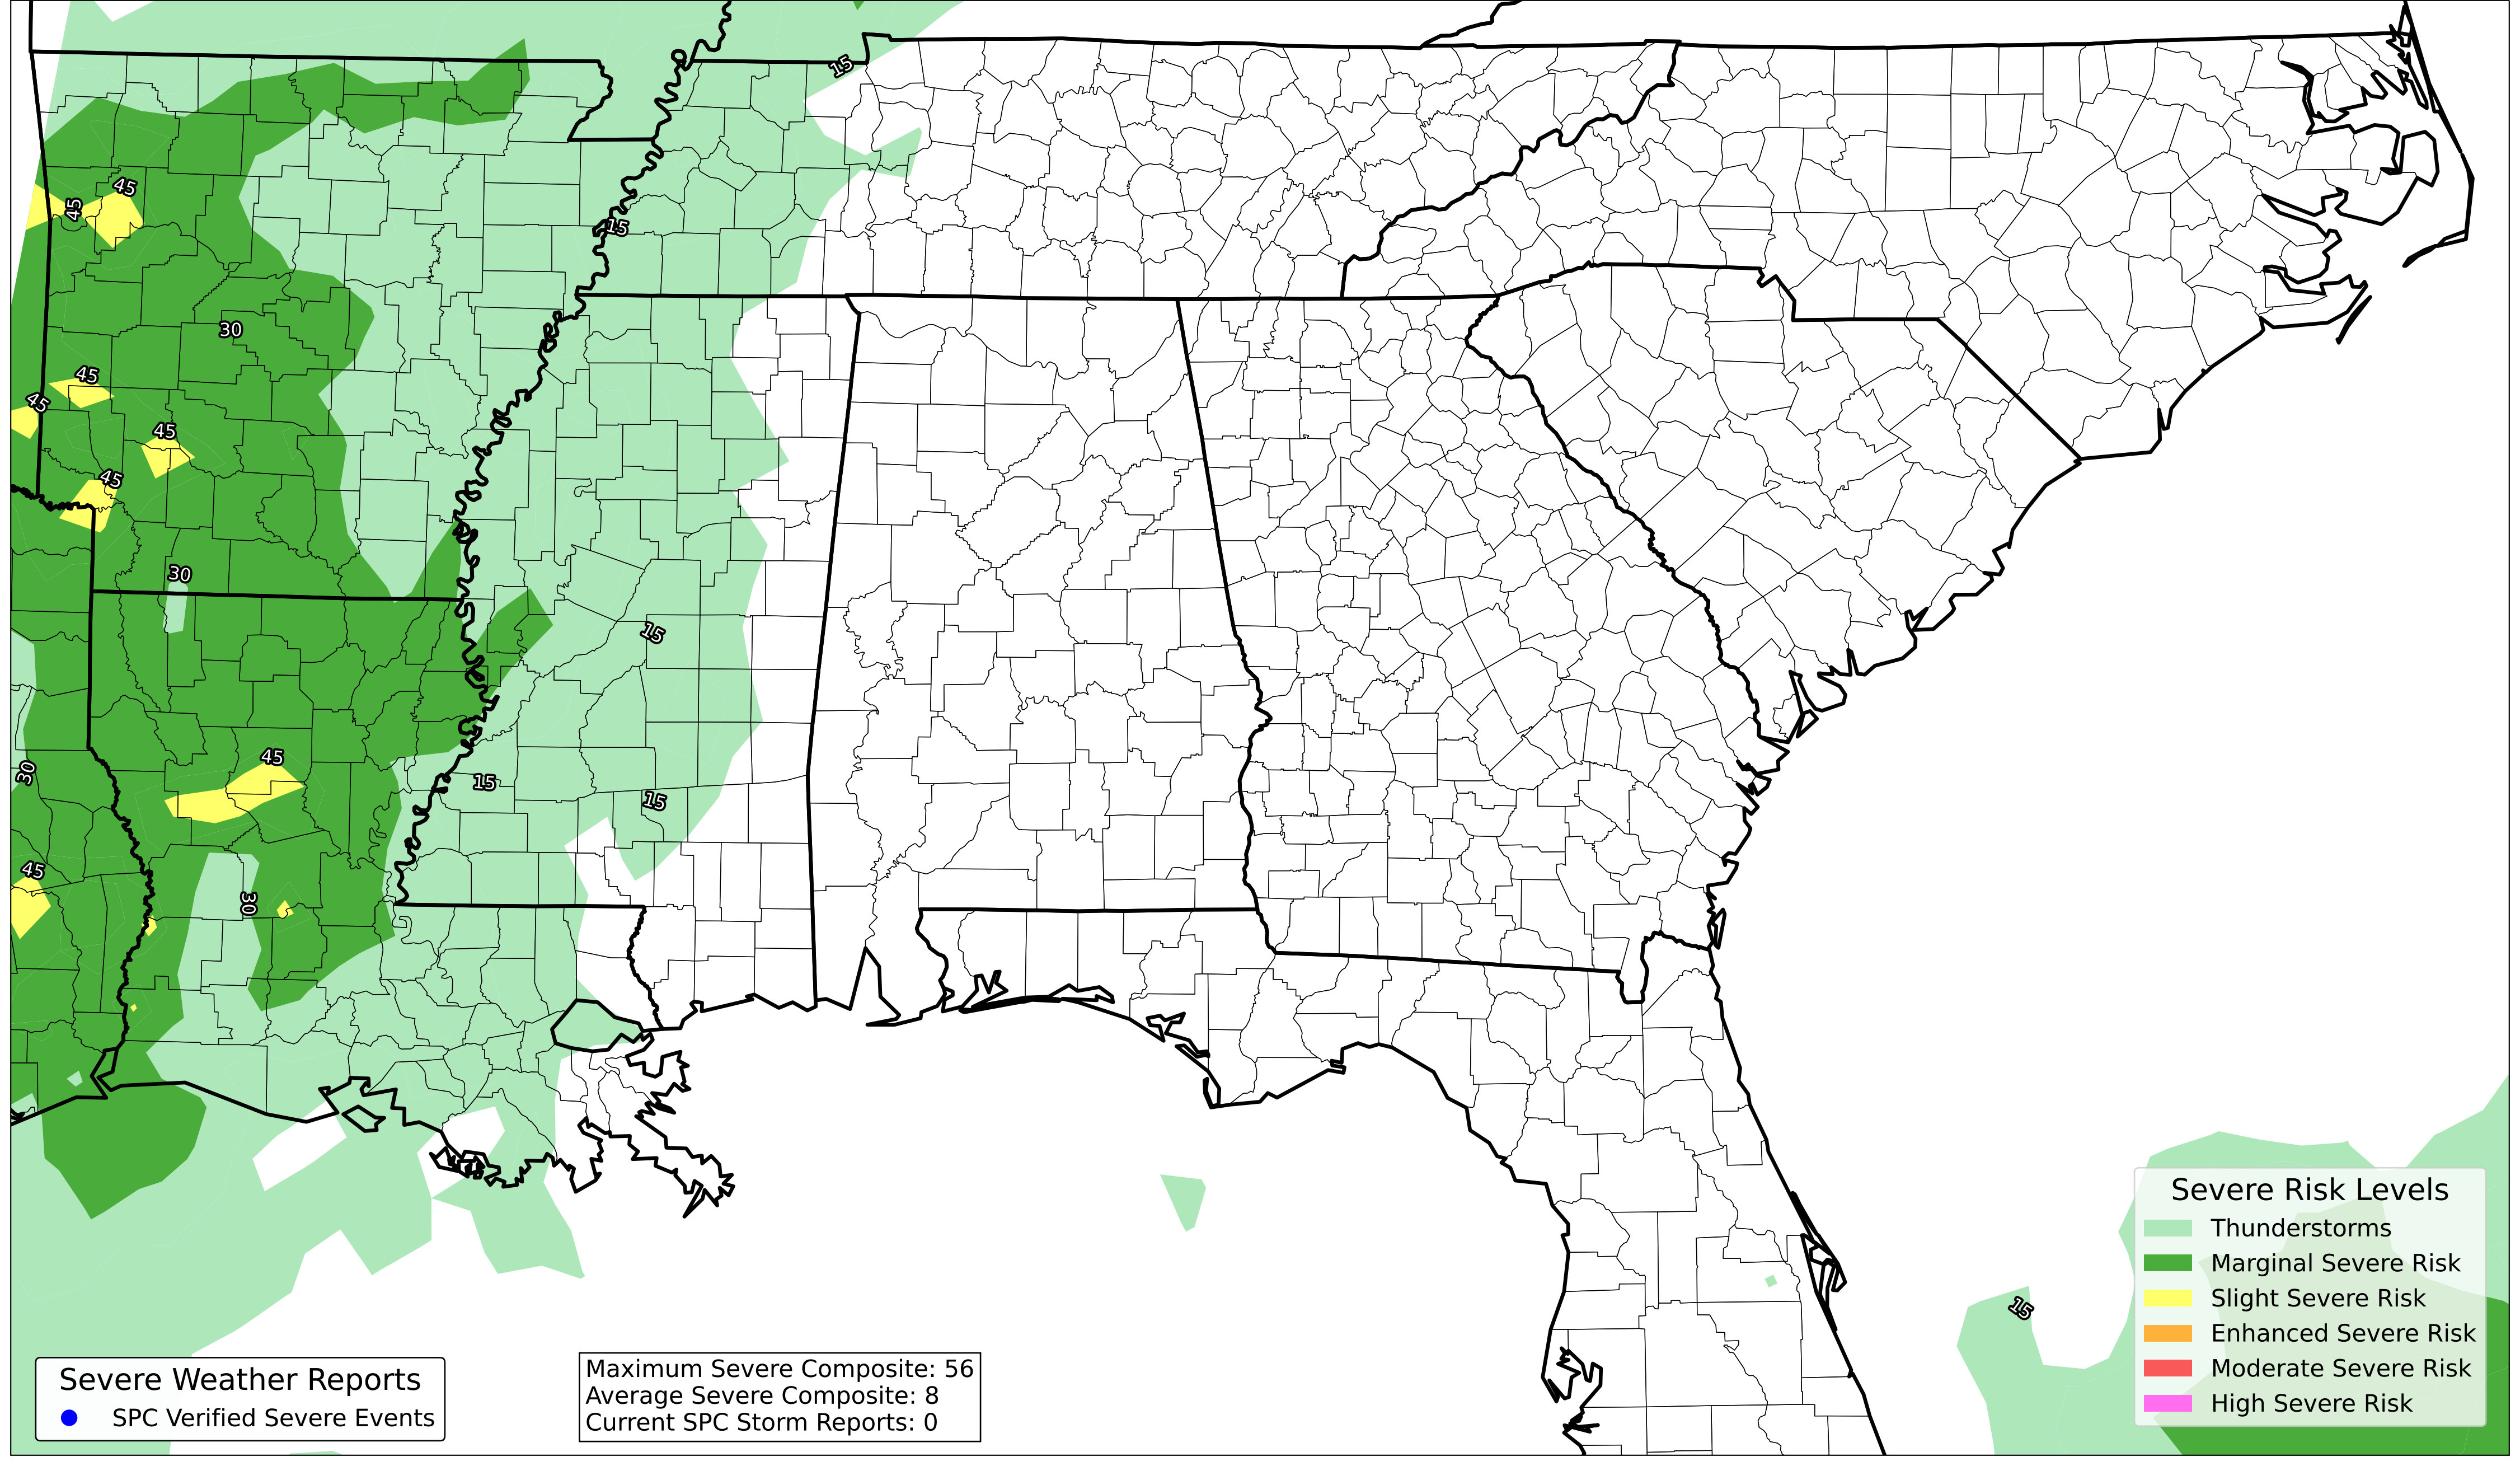 15
45
45
15
30
45
45
45
45
30
15
30
45
15
15
45
30
15
Severe Risk Levels
Thunderstorms
Marginal Severe Risk
Slight Severe Risk
Enhanced Severe Risk
Moderate Severe Risk
High Severe Risk
Severe Weather Reports
SPC Verified Severe Events
Maximum Severe Composite: 56
Average Severe Composite: 8
Current SPC Storm Reports: 0